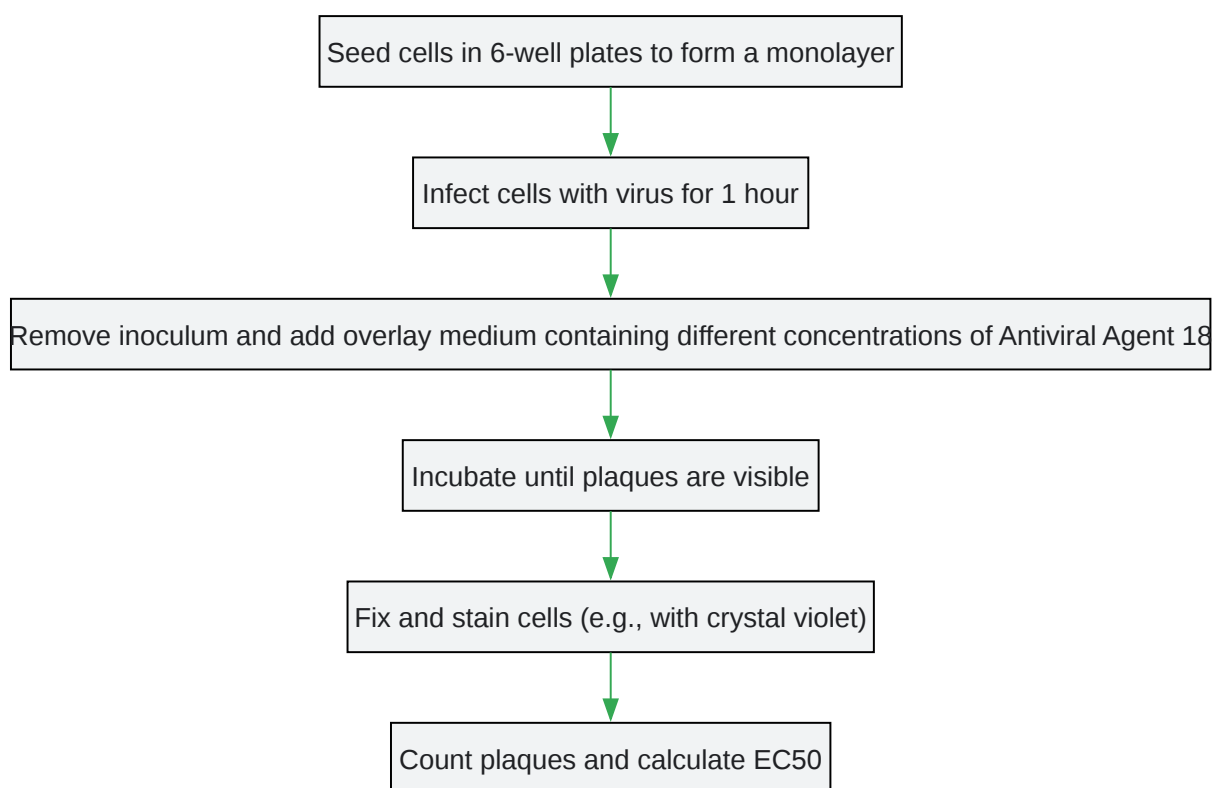 Seed cells in 6-well plates to form a monolayer
Infect cells with virus for 1 hour
Remove inoculum and add overlay medium containing different concentrations of Antiviral Agent 18
Incubate until plaques are visible
Fix and stain cells (e.g., with crystal violet)
Count plaques and calculate EC50